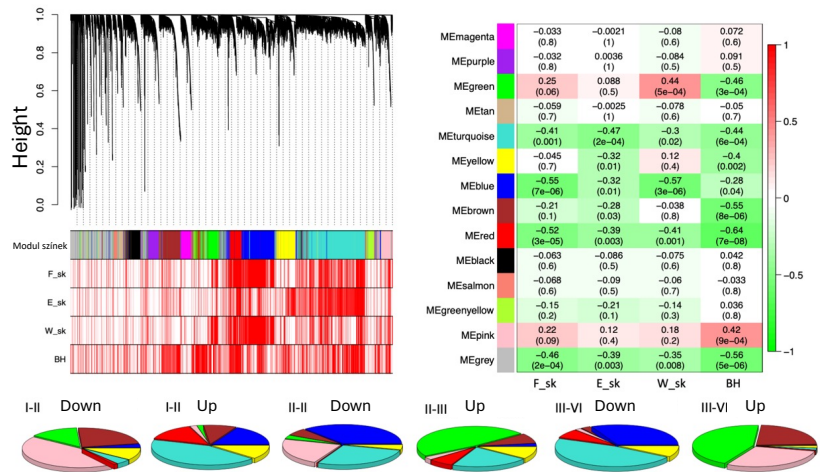 Height
1.0
0.8
0.6
0.4
0.2
0.0
Modul színek
F_sk
E_sk
W_sk
BH
MEmagenta -0.033 -0.0021 -0.08 0.072
(0.8) (1) (0.6) (0.6)
MEpurple -0.032 0.0036 -0.084 0.091
(0.8) (1) (0.5) (0.5)
MEgreen 0.25 0.088 0.44 -0.46
(0.06) (0.5) (5e-04) (3e-04)
MEtan -0.059 -0.0025 -0.078 -0.05
(0.7) (1) (0.6) (0.7)
MEturquoise -0.41 -0.47 -0.3 -0.44
(0.001) (2e-04) (0.02) (6e-04)
MEyellow -0.045 -0.32 0.12 -0.4
(0.7) (0.01) (0.4) (0.002)
MEblue -0.55 -0.32 -0.57 -0.28
(7e-06) (0.01) (3e-06) (0.04)
MEbrown -0.21 -0.28 -0.038 -0.55
(0.1) (0.03) (0.8) (8e-06)
MEred -0.52 -0.39 -0.41 -0.64
(3e-05) (0.003) (0.001) (7e-08)
MEblack -0.063 -0.086 -0.075 0.042
(0.6) (0.5) (0.6) (0.8)
MEsalmon -0.068 -0.09 -0.06 -0.033
(0.6) (0.5) (0.7) (0.8)
MEgreenyellow -0.15 -0.21 -0.14 0.036
(0.2) (0.1) (0.3) (0.8)
MEpink 0.22 0.12 0.18 0.42
(0.09) (0.4) (0.2) (9e-04)
MEgrey -0.46 -0.39 -0.35 -0.56
(2e-04) (0.003) (0.008) (5e-06)
F_sk E_sk W_sk BH
1
0.5
0
-0.5
-1
I-II Down
I-II Up
II-II Down
II-III Up
III-VI Down
III-VI Up